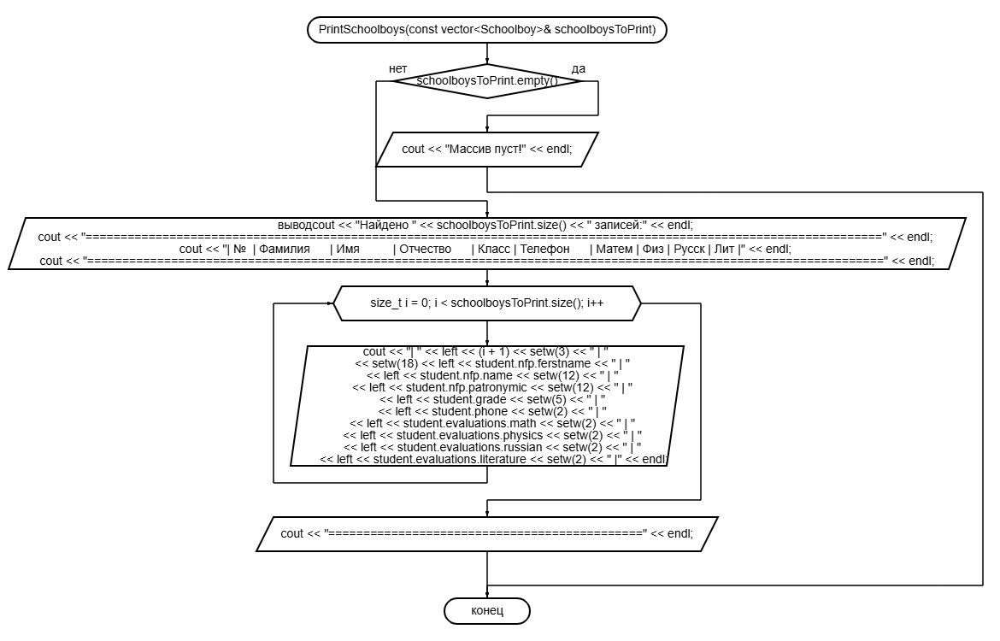 PrintSchoolboys(const vector<Schoolboy>& schoolboysToPrint)
нет
да
schoolboysToPrint.empty()
cout << "Массив пуст!" << endl;
выводcout << "Найдено " << schoolboysToPrint.size() << " записей:" << endl;
cout << "==================================================================================================================" << endl;
cout << "| № | Фамилия | Имя | Отчество | Класс | Телефон | Матем | Физ | Русск | Лит |" << endl;
cout << "==================================================================================================================" << endl;
size_t i = 0; i < schoolboysToPrint.size(); i++
cout << "| " << left << (i + 1) << setw(3) << " | "
<< setw(18) << left << student.nfp.ferstname << " | "
<< left << student.nfp.name << setw(12) << " | "
<< left << student.nfp.patronymic << setw(12) << " | "
<< left << student.grade << setw(5) << " | "
<< left << student.phone << setw(2) << " | "
<< left << student.evaluations.math << setw(2) << " | "
<< left << student.evaluations.physics << setw(2) << " | "
<< left << student.evaluations.russian << setw(2) << " | "
<< left << student.evaluations.literature << setw(2) << " |" << endl;
cout << "=============================================" << endl;
конец